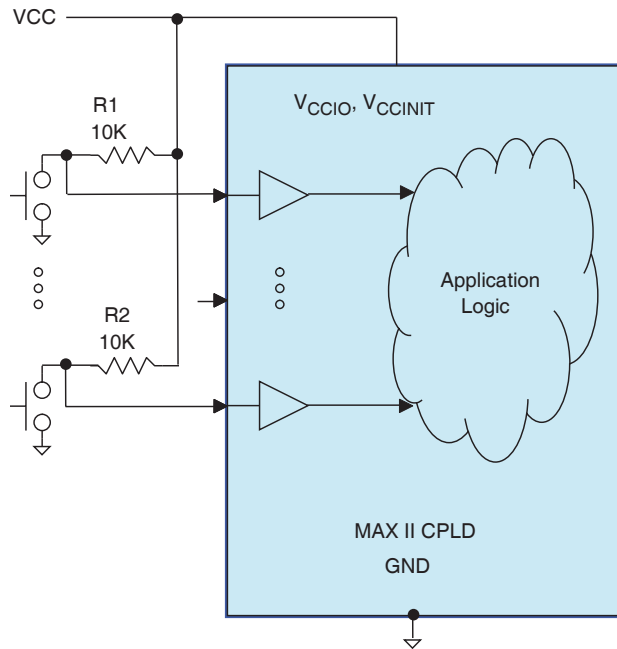 VCC
R1
10K
VCCIO, VCCINIT
Application
Logic
R2
10K
MAX II CPLD
GND